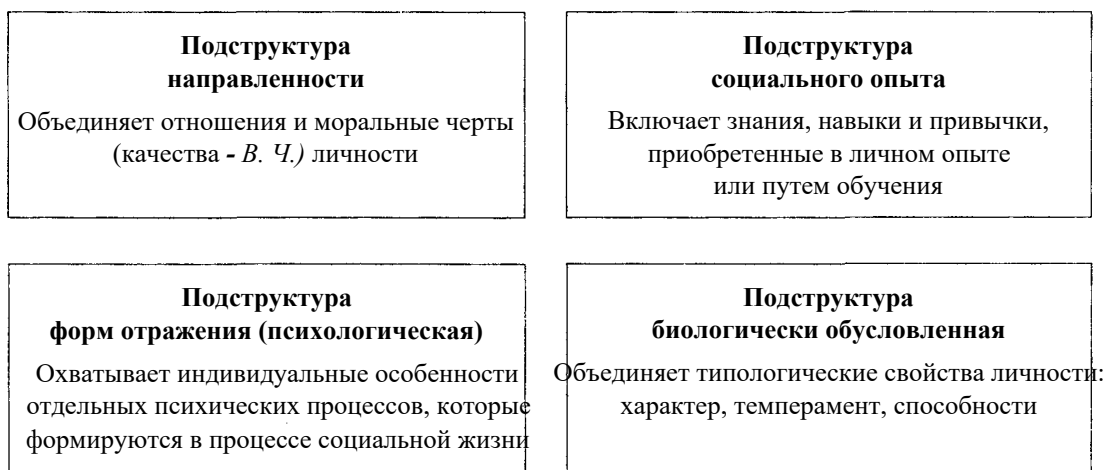 Подструктура
направленности
Объединяет отношения и моральные черты
(качества - В. Ч.) личности
Подструктура
социального опыта
Включает знания, навыки и привычки,
приобретенные в личном опыте
или путем обучения
Подструктура
форм отражения (психологическая)
Охватывает индивидуальные особенности
отдельных психических процессов, которые
формируются в процессе социальной жизни
Подструктура
биологически обусловленная
Объединяет типологические свойства личности:
характер, темперамент, способности